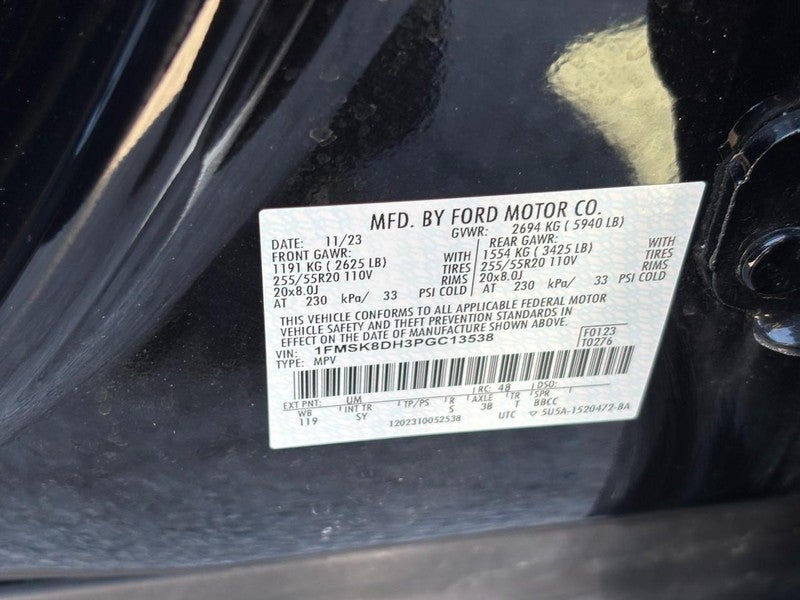 MFD. BY FORD MOTOR CO.
DATE: 11/23 GVWR: 2694 KG ( 5940 LB)
FRONT GAWR: WITH REAR GAWR: WITH
1191 KG ( 2625 LB) TIRES 1554 KG ( 3425 LB) TIRES
255/55R20 110V RIMS 255/55R20 110V RIMS
20x8.0J PSI COLD 20x8.0J PSI COLD
AT 230 kPa/ 33 AT 230 kPa/ 33
THIS VEHICLE CONFORMS TO ALL APPLICABLE FEDERAL MOTOR
VEHICLE SAFETY AND THEFT PREVENTION STANDARDS IN
EFFECT ON THE DATE OF MANUFACTURE SHOWN ABOVE. F0123
VIN: 1FMSK8DH3PGC13538 T0276
TYPE: MPV
EXT PNT: UM RC: 48 DSO:
WB INT TR TP/PS R AXLE TR SPR
119 SY S 3B T BBCC
1202310052538 UTC 5U5A-1520472-BA